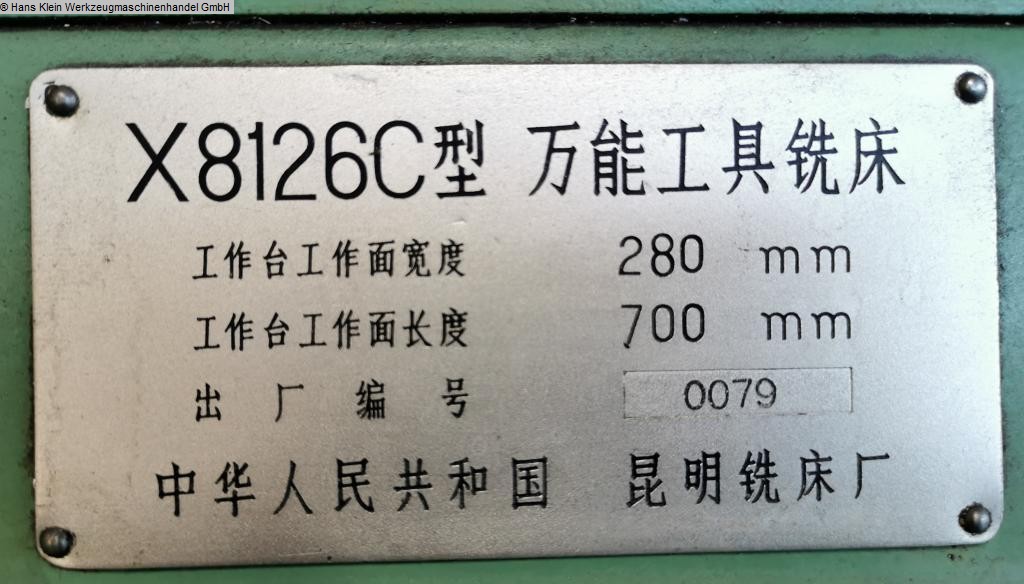 © Hans Klein Werkzeugmaschinenhandel GmbH
X8126C型 万能工具铣床
工作台工作面宽度 280 mm
工作台工作面长度 700 mm
出厂编号 0079
中华人民共和国 昆明铣床厂